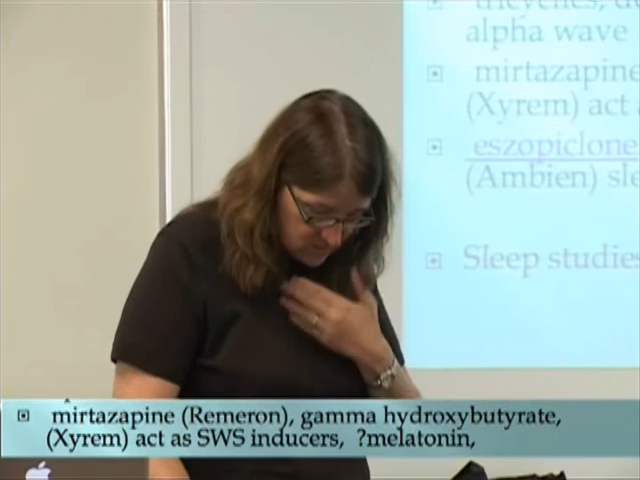 tricyclics, d
alpha wave
mirtazapine
(Xyrem) act
eszopiclone
(Ambien) sle
Sleep studies
mirtazapine (Remeron), gamma hydroxybutyrate,
(Xyrem) act as SWS inducers, ?melatonin,